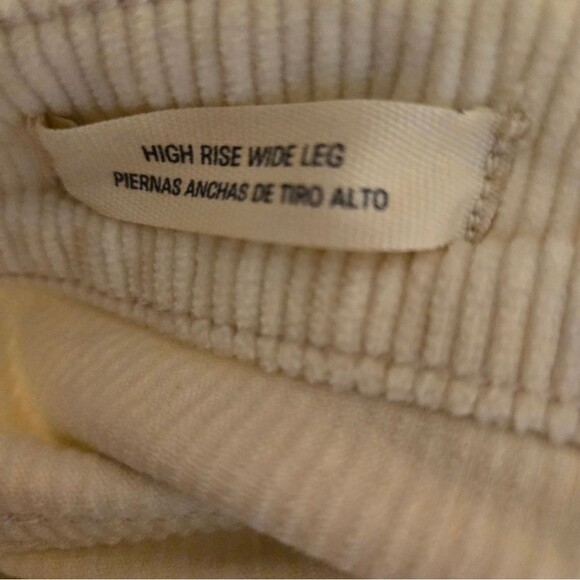 HIGH RISE WIDE LEG
PIERNAS ANCHAS DE TIRO ALTO